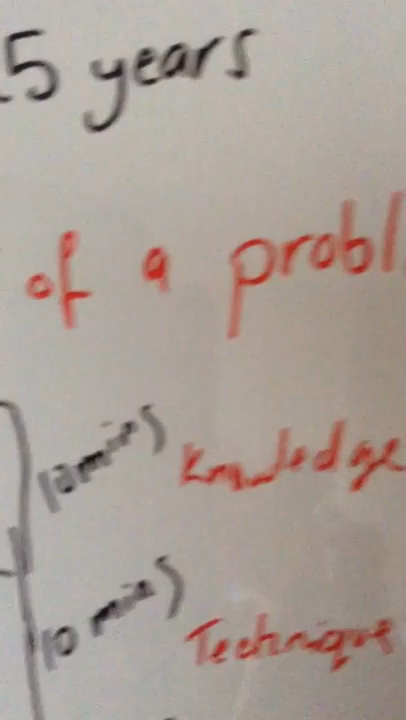 .5 years
of a probl
10 mins Knowledge
10 mins Technique